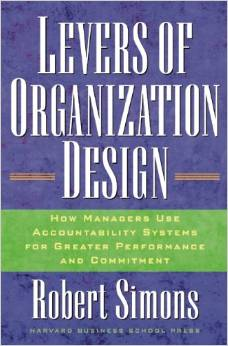 LEVERS OF
ORGANIZATION
DESIGN
HOW MANAGERS USE
ACCOUNTABILITY SYSTEMS
FOR GREATER PERFORMANCE
AND COMMITMENT
Robert Simons
HARVARD BUSINESS SCHOOL PRESS